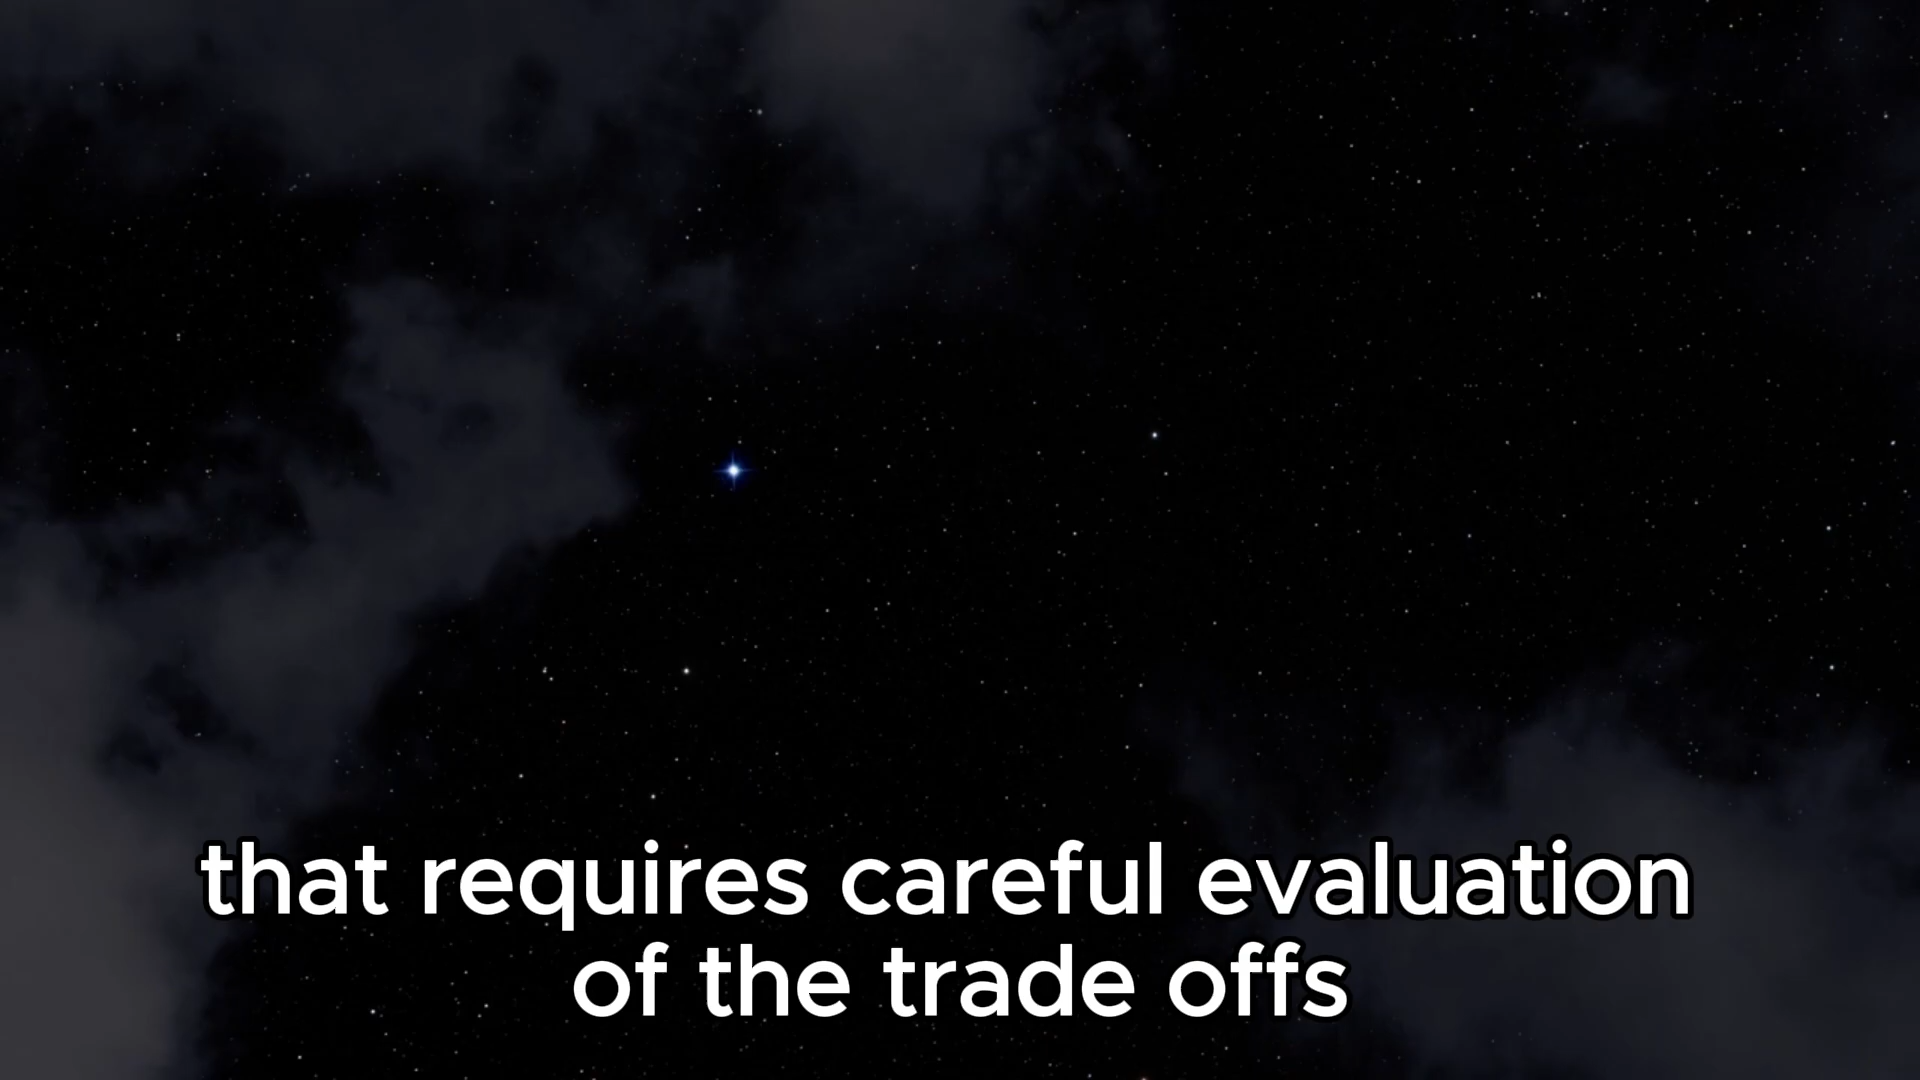 that requires careful evaluation
of the trade offs